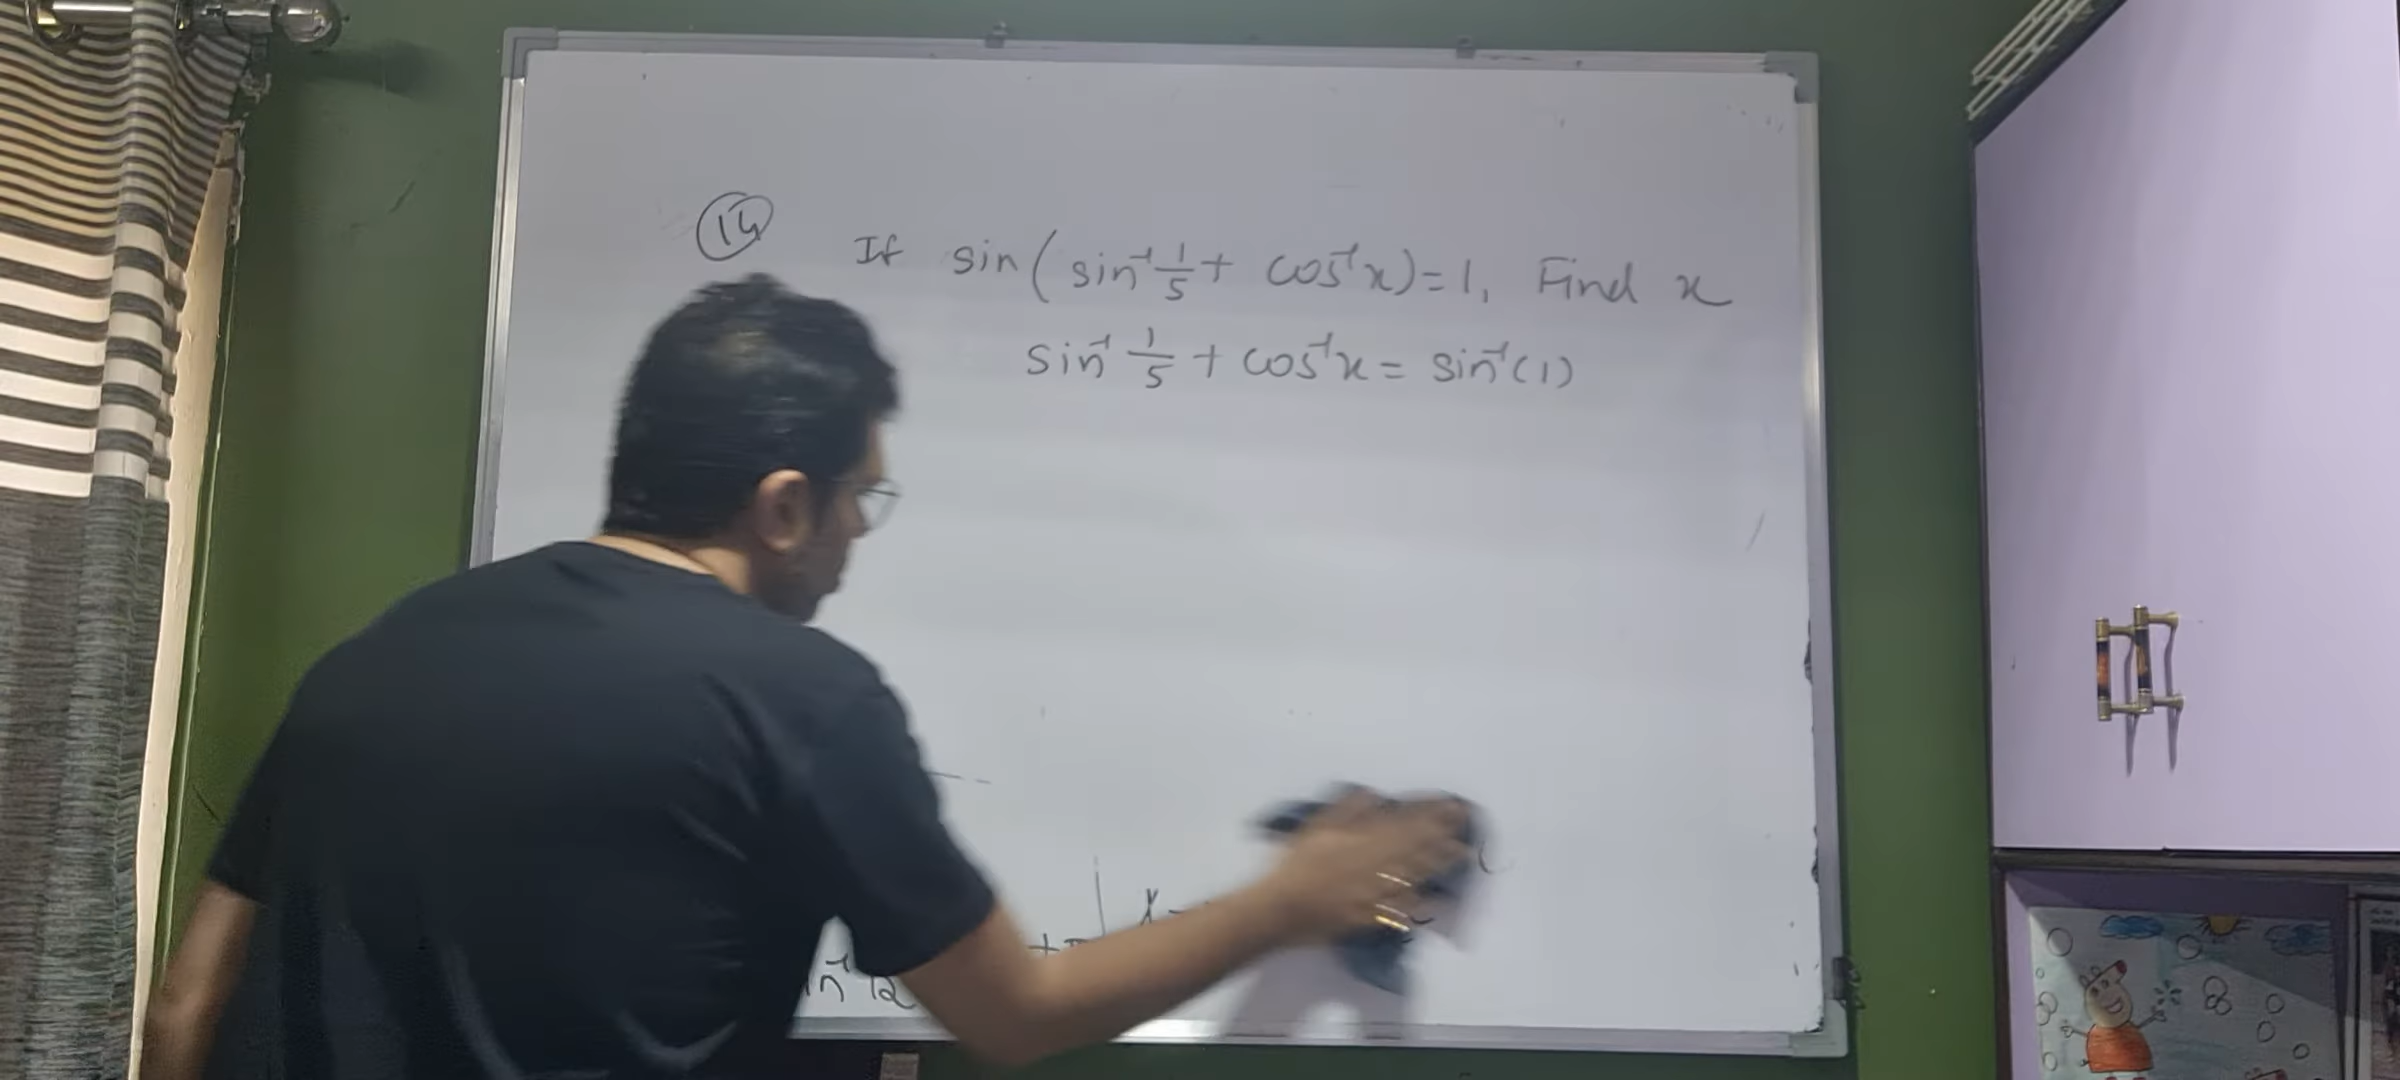 14 If sin(sin⁻¹ 1/5 + cos⁻¹x)=1, Find x
sin⁻¹ 1/5 + cos⁻¹x = sin⁻¹(1)